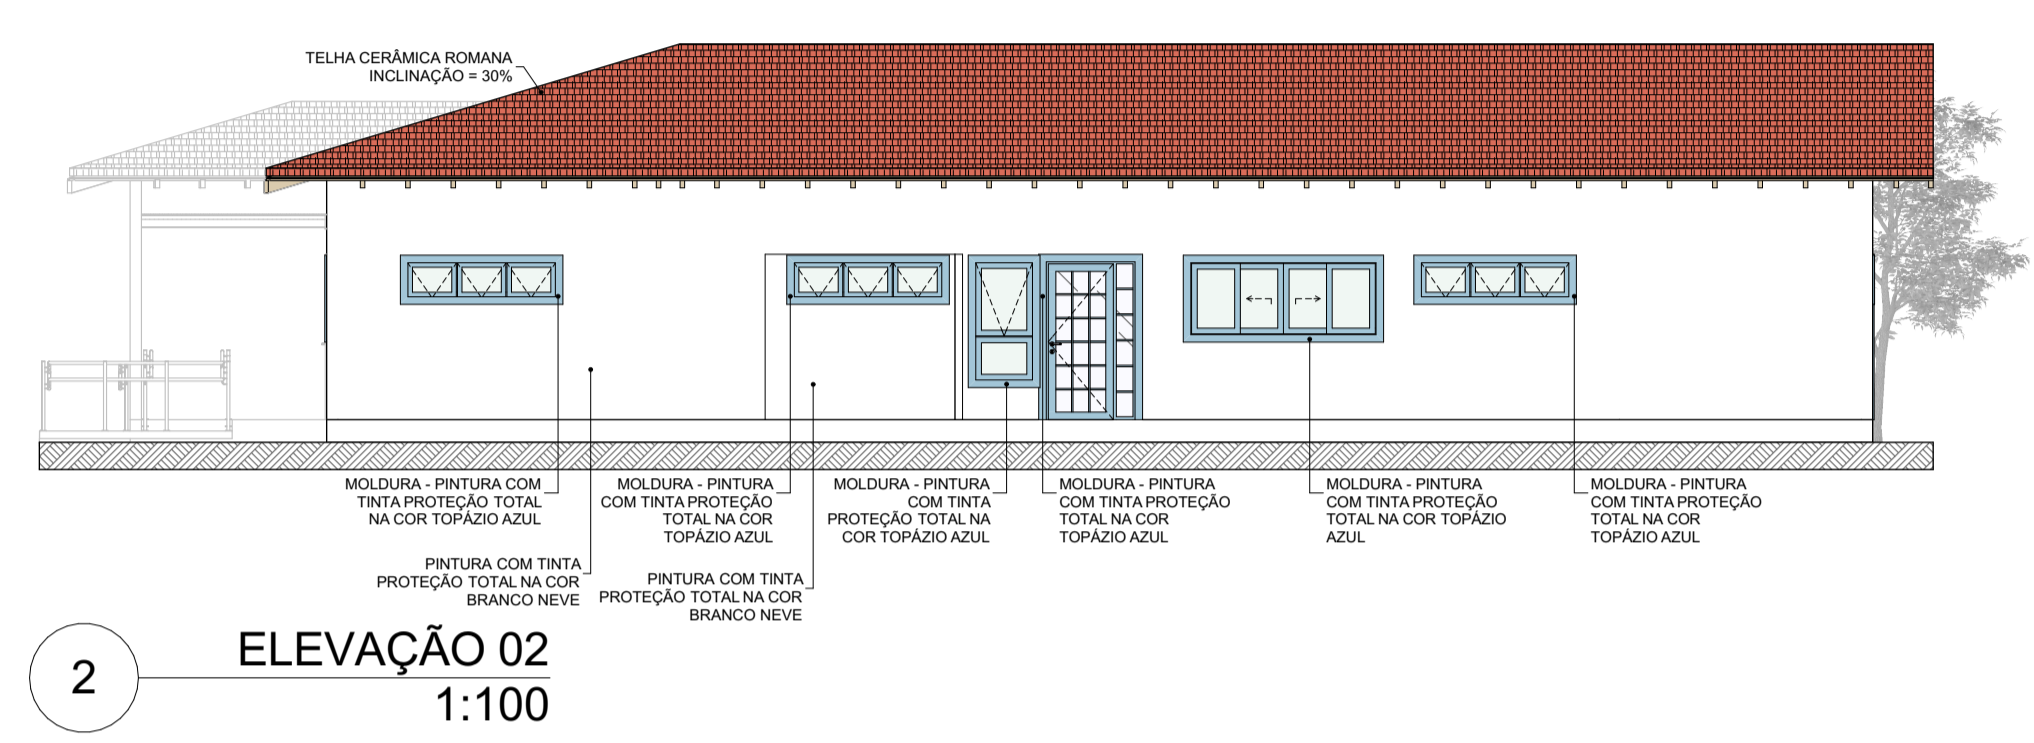 TELHA CERÂMICA ROMANA
INCLINAÇÃO = 30%
MOLDURA - PINTURA COM
TINTA PROTEÇÃO TOTAL
NA COR TOPÁZIO AZUL
MOLDURA - PINTURA
COM TINTA PROTEÇÃO
TOTAL NA COR
TOPÁZIO AZUL
MOLDURA - PINTURA
COM TINTA
PROTEÇÃO TOTAL NA
COR TOPÁZIO AZUL
MOLDURA - PINTURA
COM TINTA PROTEÇÃO
TOTAL NA COR
TOPÁZIO AZUL
MOLDURA - PINTURA
COM TINTA PROTEÇÃO
TOTAL NA COR TOPÁZIO
AZUL
MOLDURA - PINTURA
COM TINTA PROTEÇÃO
TOTAL NA COR
TOPÁZIO AZUL
PINTURA COM TINTA
PROTEÇÃO TOTAL NA COR
BRANCO NEVE
PINTURA COM TINTA
PROTEÇÃO TOTAL NA COR
BRANCO NEVE
2
ELEVAÇÃO 02
1:100